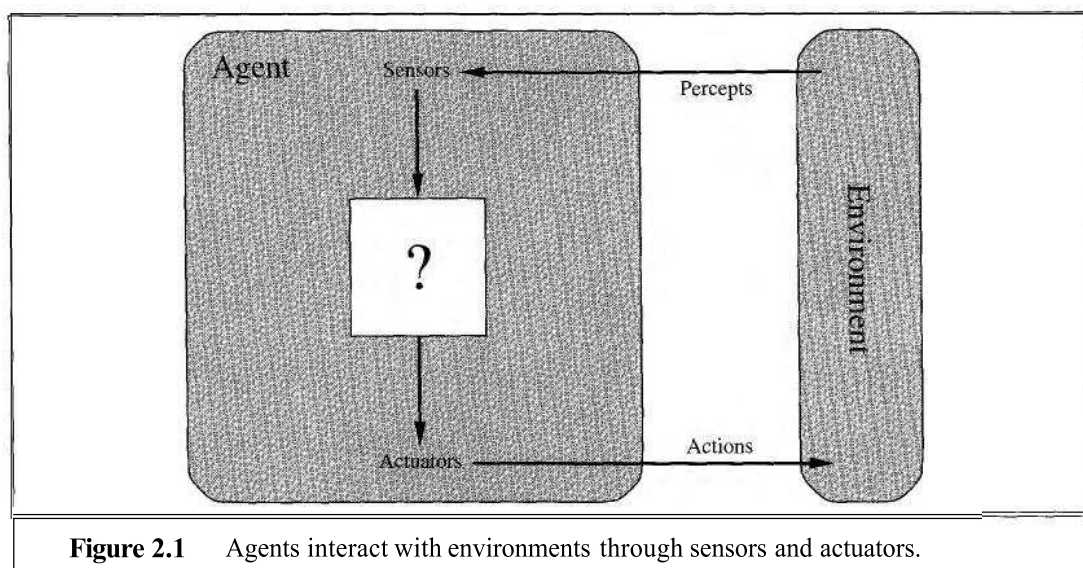 Agent
Sensors
Percepts
?
Environment
Actuators
Actions
Figure 2.1 Agents interact with environments through sensors and actuators.